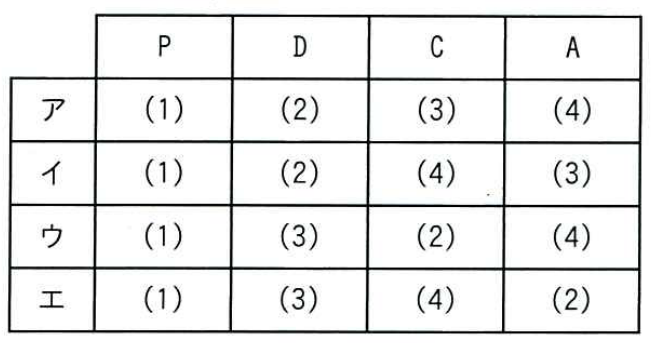 P D C A
ア (1) (2) (3) (4)
イ (1) (2) (4) (3)
ウ (1) (3) (2) (4)
エ (1) (3) (4) (2)